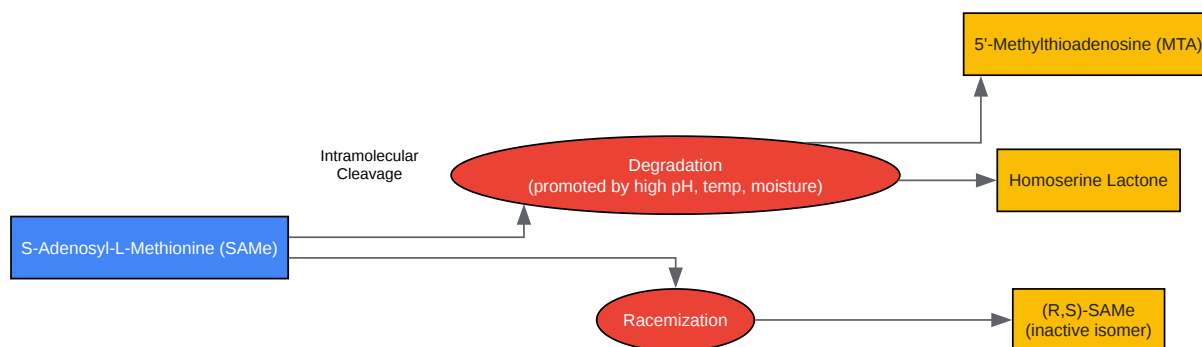 5'-Methylthioadenosine (MTA)
Intramolecular
Cleavage
Degradation
(promoted by high pH, temp, moisture)
Homoserine Lactone
S-Adenosyl-L-Methionine (SAMe)
Racemization
(R,S)-SAMe
(inactive isomer)